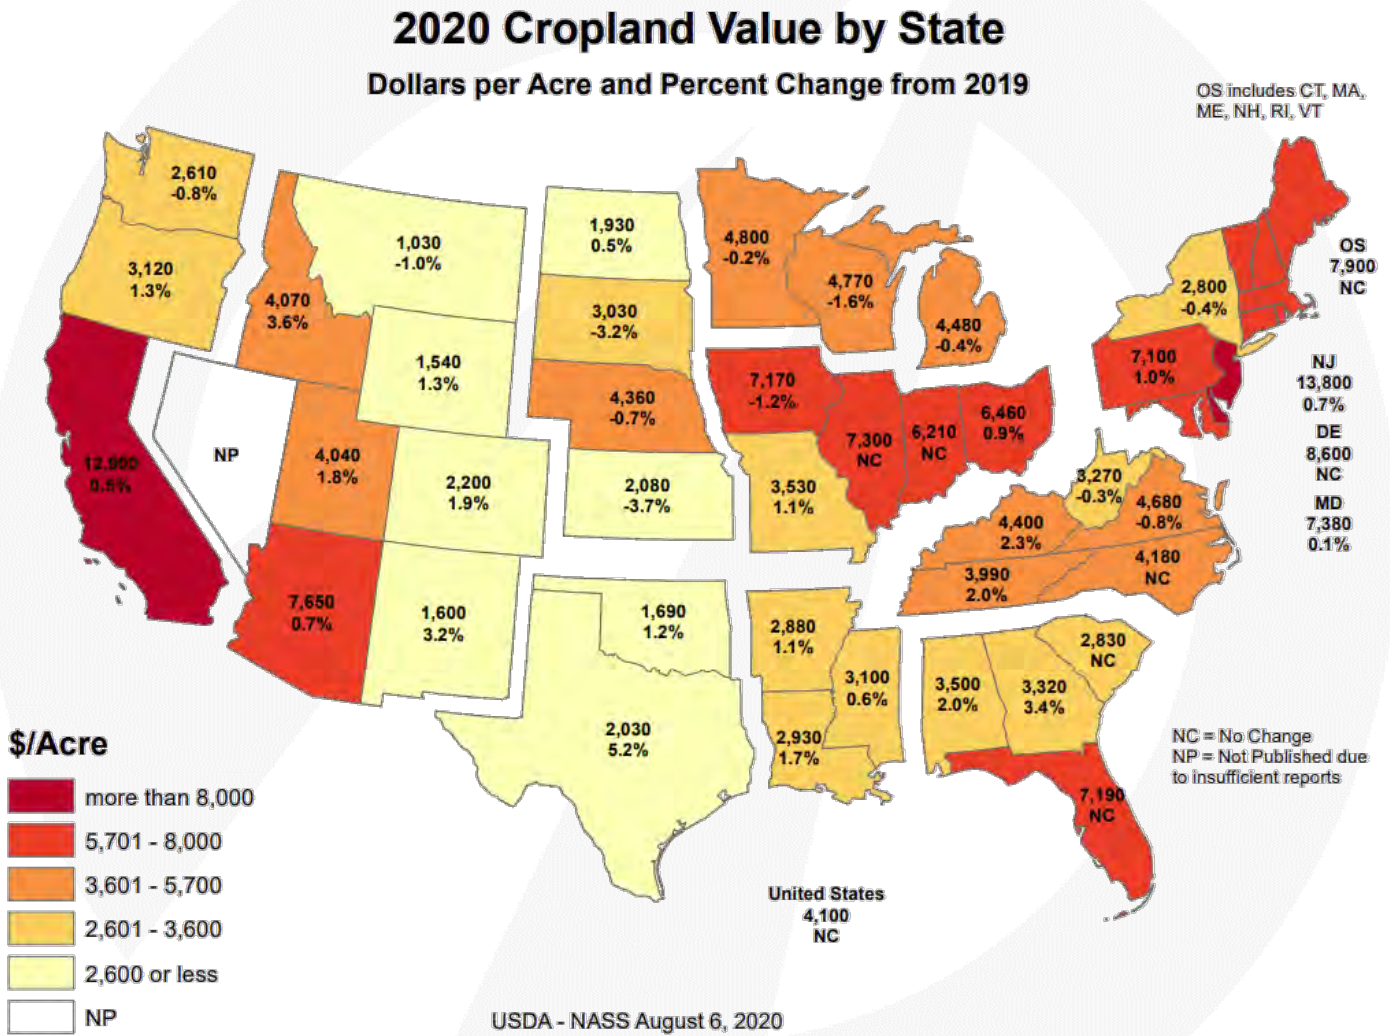 2020 Cropland Value by State
Dollars per Acre and Percent Change from 2019
OS includes CT, MA,
ME, NH, RI, VT
2,610
-0.8%
3,120
1.3%
12,900
0.5%
NP
4,070
3.6%
1,030
-1.0%
1,540
1.3%
4,040
1.8%
2,200
1.9%
7,650
0.7%
1,600
3.2%
1,930
0.5%
3,030
-3.2%
4,360
-0.7%
2,080
-3.7%
1,690
1.2%
2,030
5.2%
4,800
-0.2%
4,770
-1.6%
4,480
-0.4%
7,170
-1.2%
7,300
NC
6,210
NC
6,460
0.9%
3,530
1.1%
2,880
1.1%
2,930
1.7%
3,100
0.6%
3,500
2.0%
3,320
3.4%
2,830
NC
7,190
NC
4,400
2.3%
3,990
2.0%
3,270
-0.3%
4,680
-0.8%
4,180
NC
2,800
-0.4%
7,100
1.0%
OS
7,900
NC
NJ
13,800
0.7%
DE
8,600
NC
MD
7,380
0.1%
NC = No Change
NP = Not Published due
to insufficient reports
United States
4,100
NC
$/Acre
more than 8,000
5,701 - 8,000
3,601 - 5,700
2,601 - 3,600
2,600 or less
NP
USDA - NASS August 6, 2020